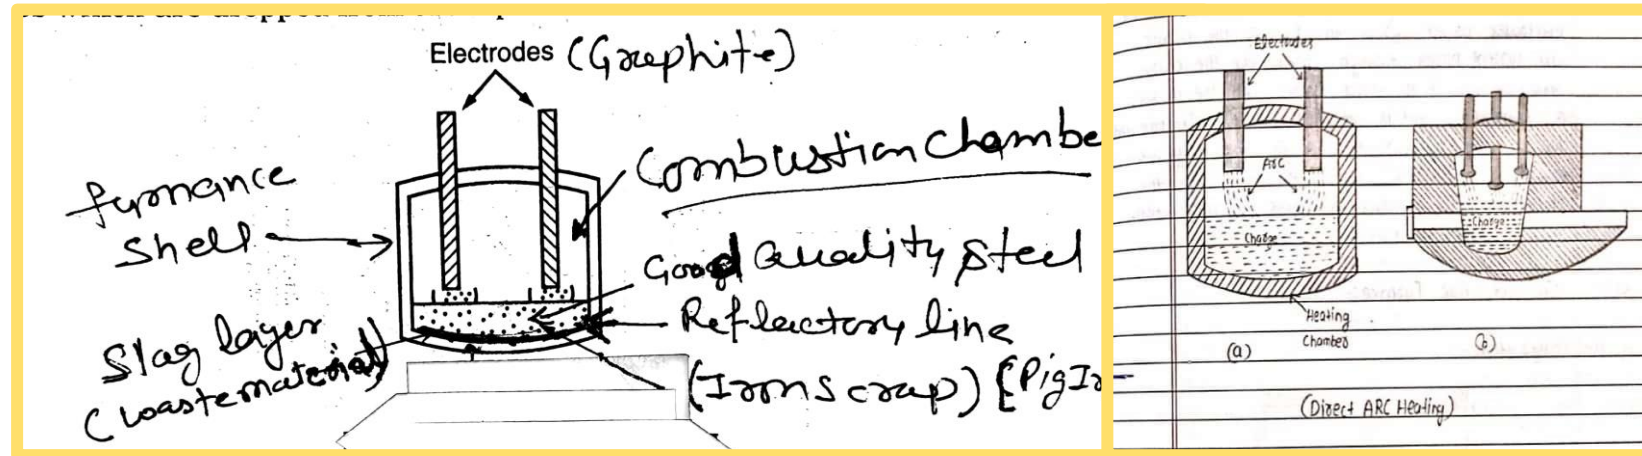 Electrodes (Graphite)
Combustion Chambe
furnance
shell
Good Quality steel
Reflactory line
Slag layer
(waste material)
(Iron scrap) [Pig Ir
Electrodes
ARC
Charge
Heating
Chamber
(a)
Charge
(b)
(Direct ARC Heating)